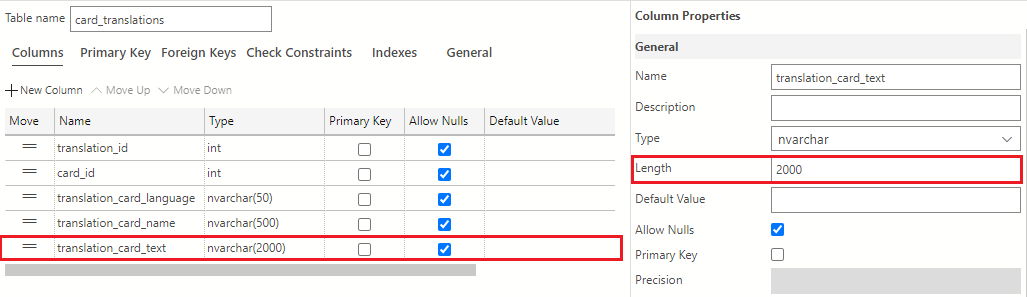 Table name card_translations
Columns Primary Key Foreign Keys Check Constraints Indexes General
New Column Move Up Move Down
Move Name Type Primary Key Allow Nulls Default Value
translation_id int
card_id int
translation_card_language nvarchar(50)
translation_card_name nvarchar(500)
translation_card_text nvarchar(2000)
Column Properties
General
Name translation_card_text
Description
Type nvarchar
Length 2000
Default Value
Allow Nulls
Primary Key
Precision